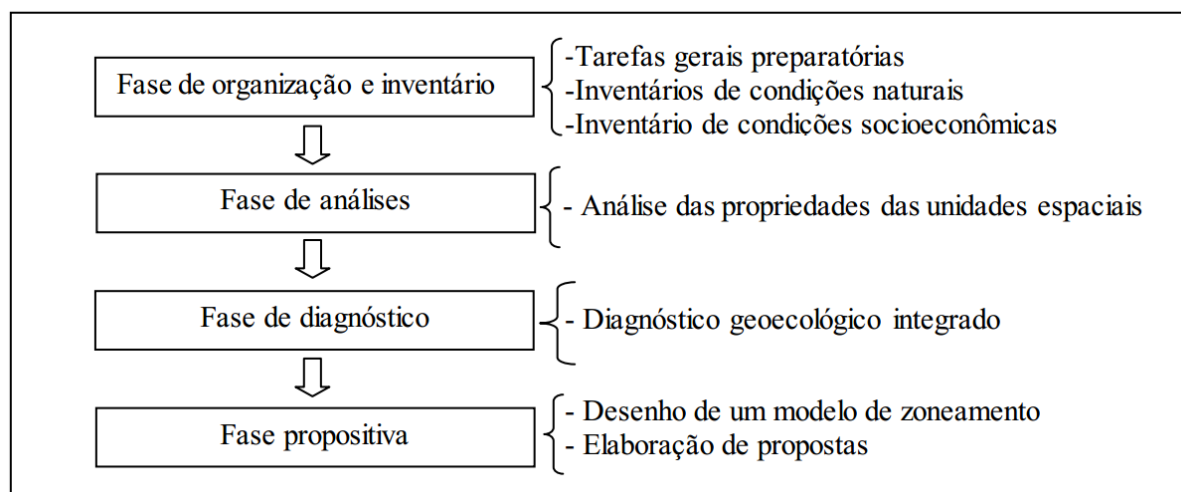 Fase de organização e inventário
-Tarefas gerais preparatórias
-Inventários de condições naturais
-Inventário de condições socioeconômicas
Fase de análises
- Análise das propriedades das unidades espaciais
Fase de diagnóstico
- Diagnóstico geoecológico integrado
Fase propositiva
- Desenho de um modelo de zoneamento
- Elaboração de propostas